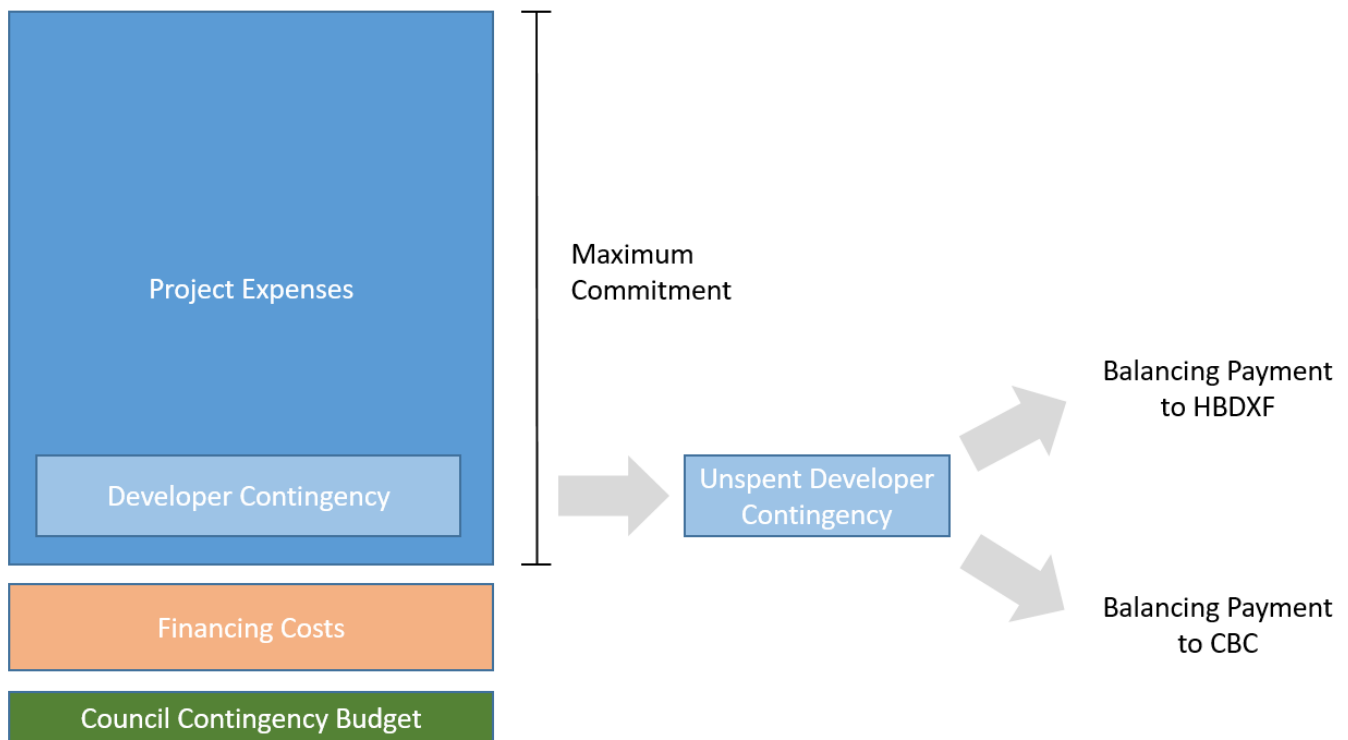 Project Expenses
Maximum
Commitment
Developer Contingency
Unspent Developer
Contingency
Balancing Payment
to HBDXF
Balancing Payment
to CBC
Financing Costs
Council Contingency Budget